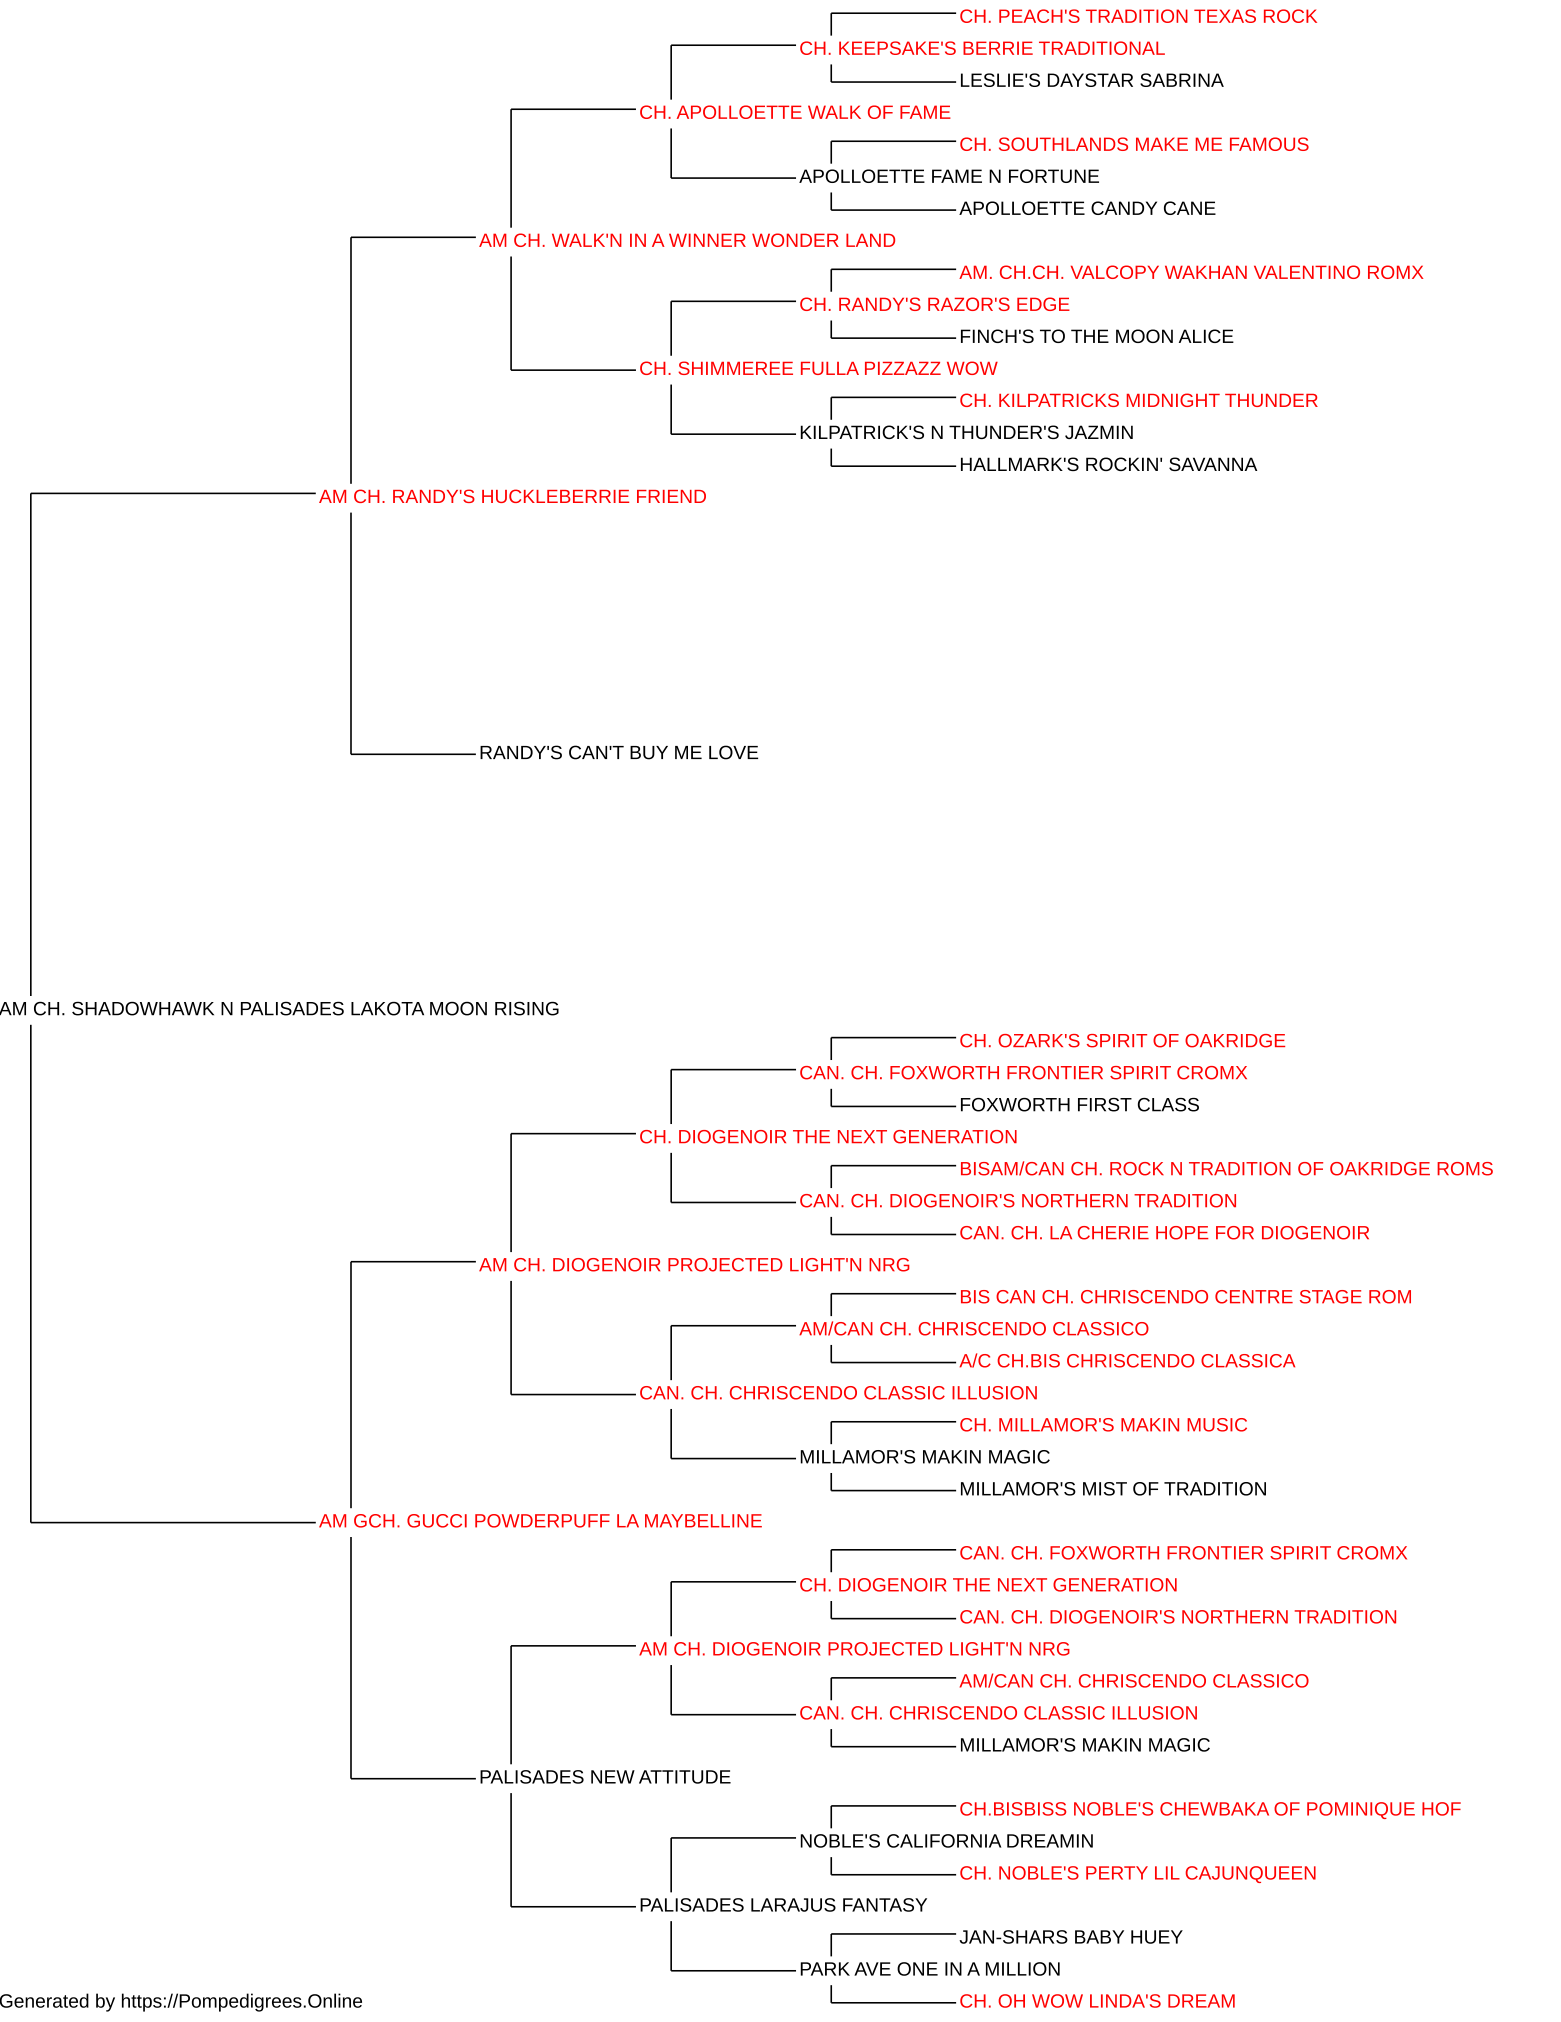 CH. PEACH'S TRADITION TEXAS ROCK
CH. KEEPSAKE'S BERRIE TRADITIONAL
LESLIE'S DAYSTAR SABRINA
CH. APOLLOETTE WALK OF FAME
CH. SOUTHLANDS MAKE ME FAMOUS
APOLLOETTE FAME N FORTUNE
APOLLOETTE CANDY CANE
AM CH. WALK'N IN A WINNER WONDER LAND
AM. CH.CH. VALCOPY WAKHAN VALENTINO ROMX
CH. RANDY'S RAZOR'S EDGE
FINCH'S TO THE MOON ALICE
CH. SHIMMEREE FULLA PIZZAZZ WOW
CH. KILPATRICKS MIDNIGHT THUNDER
KILPATRICK'S N THUNDER'S JAZMIN
HALLMARK'S ROCKIN' SAVANNA
AM CH. RANDY'S HUCKLEBERRIE FRIEND
RANDY'S CAN'T BUY ME LOVE
AM CH. SHADOWHAWK N PALISADES LAKOTA MOON RISING
CH. OZARK'S SPIRIT OF OAKRIDGE
CAN. CH. FOXWORTH FRONTIER SPIRIT CROMX
FOXWORTH FIRST CLASS
CH. DIOGENOIR THE NEXT GENERATION
BISAM/CAN CH. ROCK N TRADITION OF OAKRIDGE ROMS
CAN. CH. DIOGENOIR'S NORTHERN TRADITION
CAN. CH. LA CHERIE HOPE FOR DIOGENOIR
AM CH. DIOGENOIR PROJECTED LIGHT'N NRG
BIS CAN CH. CHRISCENDO CENTRE STAGE ROM
AM/CAN CH. CHRISCENDO CLASSICO
A/C CH.BIS CHRISCENDO CLASSICA
CAN. CH. CHRISCENDO CLASSIC ILLUSION
CH. MILLAMOR'S MAKIN MUSIC
MILLAMOR'S MAKIN MAGIC
MILLAMOR'S MIST OF TRADITION
AM GCH. GUCCI POWDERPUFF LA MAYBELLINE
CAN. CH. FOXWORTH FRONTIER SPIRIT CROMX
CH. DIOGENOIR THE NEXT GENERATION
CAN. CH. DIOGENOIR'S NORTHERN TRADITION
AM CH. DIOGENOIR PROJECTED LIGHT'N NRG
AM/CAN CH. CHRISCENDO CLASSICO
CAN. CH. CHRISCENDO CLASSIC ILLUSION
MILLAMOR'S MAKIN MAGIC
PALISADES NEW ATTITUDE
CH.BISBISS NOBLE'S CHEWBAKA OF POMINIQUE HOF
NOBLE'S CALIFORNIA DREAMIN
CH. NOBLE'S PERTY LIL CAJUNQUEEN
PALISADES LARAJUS FANTASY
JAN-SHARS BABY HUEY
PARK AVE ONE IN A MILLION
CH. OH WOW LINDA'S DREAM
Generated by https://Pompedigrees.Online